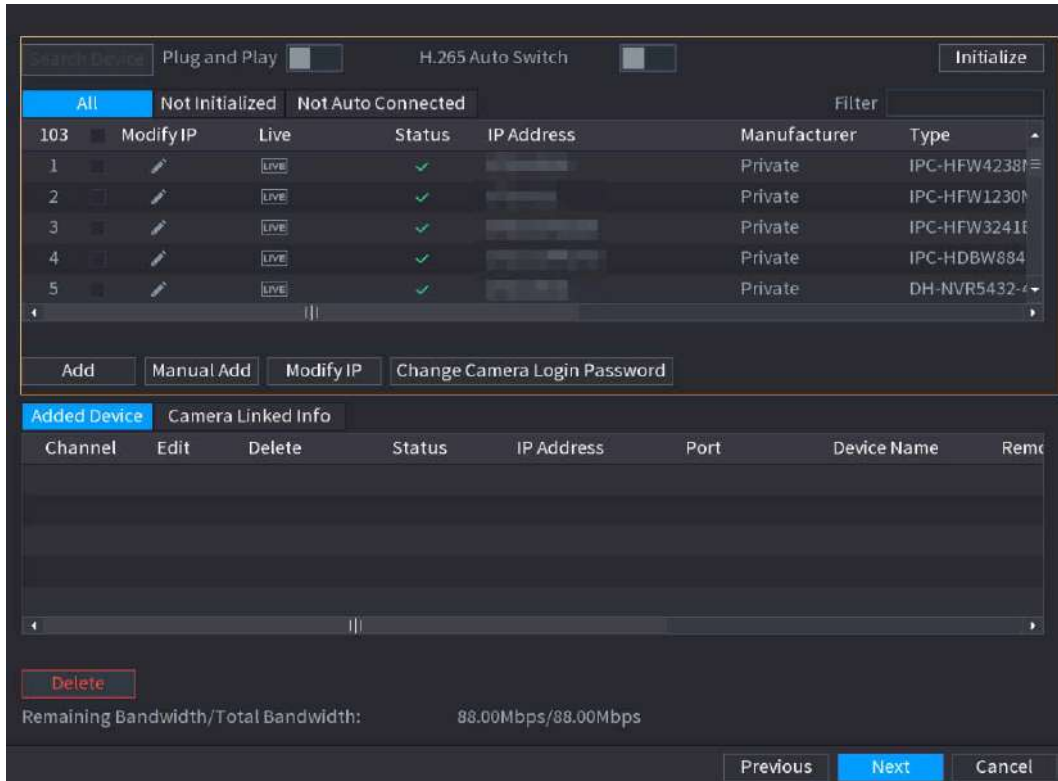 Search Device Plug and Play H.265 Auto Switch Initialize
All Not Initialized Not Auto Connected Filter
103 Modify IP Live Status IP Address Manufacturer Type
1 LIVE Private IPC-HFW4238
2 LIVE Private IPC-HFW1230
3 LIVE Private IPC-HFW3241
4 LIVE Private IPC-HDBW884
5 LIVE Private DH-NVR5432-
Add Manual Add Modify IP Change Camera Login Password
Added Device Camera Linked Info
Channel Edit Delete Status IP Address Port Device Name Remo
Delete
Remaining Bandwidth/Total Bandwidth: 88.00Mbps/88.00Mbps
Previous Next Cancel